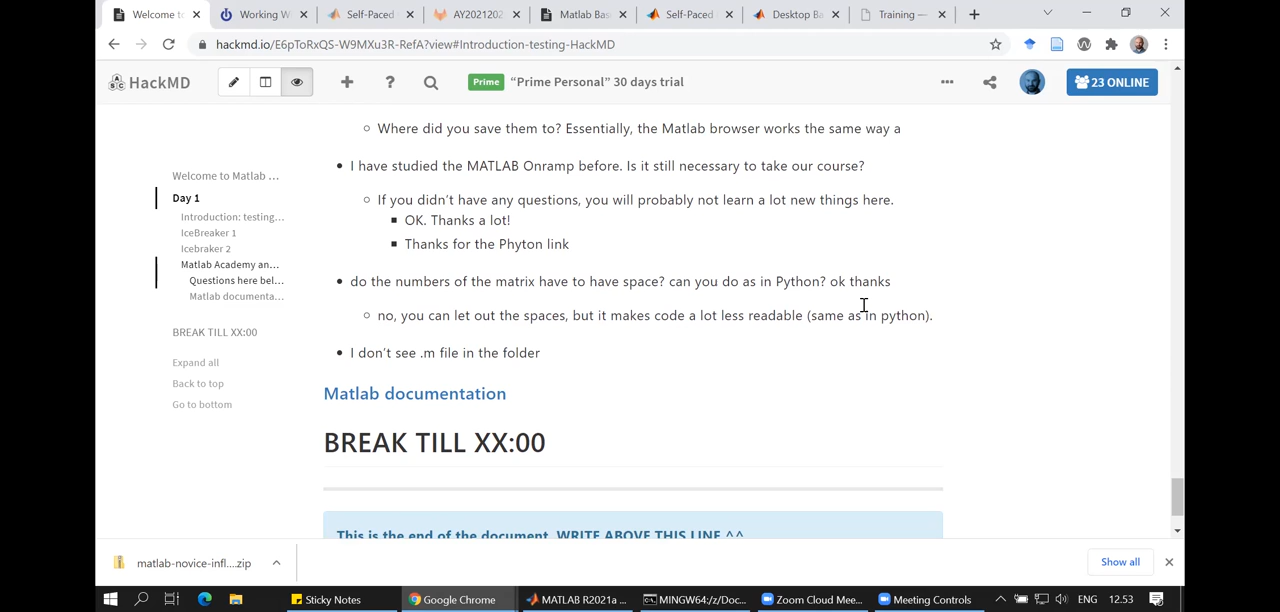 Welcome to
Working W
Self-Paced
AY2021202
Matlab Bas
Self-Paced
Desktop Ba
Training —
hackmd.io/E6pToRxQS-W9MXu3R-RefA?view#Introduction-testing-HackMD
HackMD
Prime "Prime Personal" 30 days trial
23 ONLINE
Welcome to Matlab ...
Day 1
Introduction: testing...
IceBreaker 1
Icebraker 2
Matlab Academy an...
Questions here bel...
Matlab documenta...
BREAK TILL XX:00
Expand all
Back to top
Go to bottom
Where did you save them to? Essentially, the Matlab browser works the same way a
I have studied the MATLAB Onramp before. Is it still necessary to take our course?
If you didn't have any questions, you will probably not learn a lot new things here.
OK. Thanks a lot!
Thanks for the Phyton link
do the numbers of the matrix have to have space? can you do as in Python? ok thanks
no, you can let out the spaces, but it makes code a lot less readable (same as in python).
I don't see .m file in the folder
Matlab documentation
BREAK TILL XX:00
This is the end of the document. WRITE ABOVE THIS LINE ^^
matlab-novice-infl....zip
Show all
Sticky Notes
Google Chrome
MATLAB R2021a ...
MINGW64:/z/Doc...
Zoom Cloud Mee...
Meeting Controls
ENG
12.53